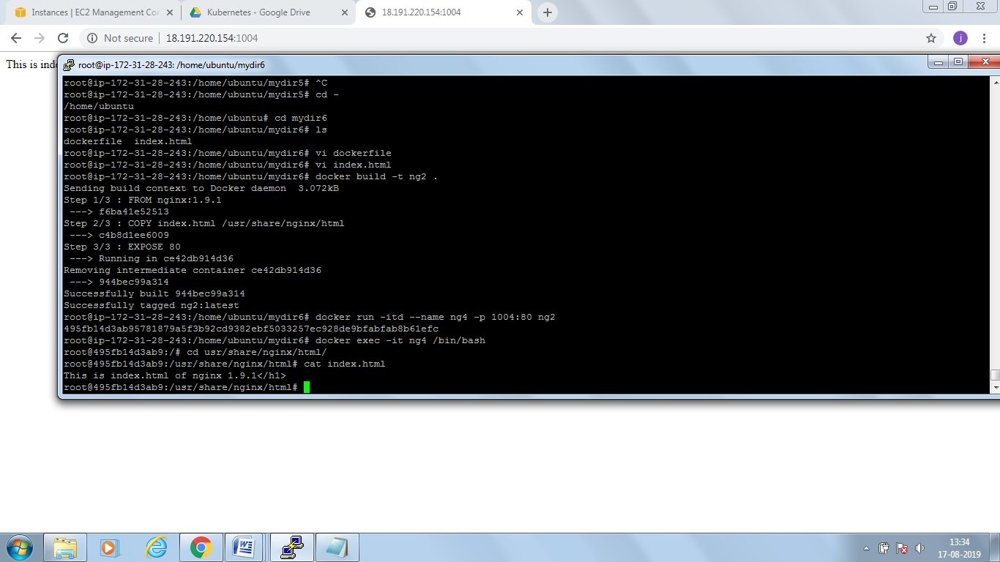 Instances | EC2 Management Con
Kubernetes - Google Drive
18.191.220.154:1004
Not secure
18.191.220.154:1004
j
This is inde
root@ip-172-31-28-243: /home/ubuntu/mydir6
root@ip-172-31-28-243:/home/ubuntu/mydir5# ^C
root@ip-172-31-28-243:/home/ubuntu/mydir5# cd -
/home/ubuntu
root@ip-172-31-28-243:/home/ubuntu# cd mydir6
root@ip-172-31-28-243:/home/ubuntu/mydir6# ls
dockerfile  index.html
root@ip-172-31-28-243:/home/ubuntu/mydir6# vi dockerfile
root@ip-172-31-28-243:/home/ubuntu/mydir6# vi index.html
root@ip-172-31-28-243:/home/ubuntu/mydir6# docker build -t ng2 .
Sending build context to Docker daemon  3.072kB
Step 1/3 : FROM nginx:1.9.1
 ---> f6ba41e52513
Step 2/3 : COPY index.html /usr/share/nginx/html
 ---> c4b8d1ee6009
Step 3/3 : EXPOSE 80
 ---> Running in ce42db914d36
Removing intermediate container ce42db914d36
 ---> 944bec99a314
Successfully built 944bec99a314
Successfully tagged ng2:latest
root@ip-172-31-28-243:/home/ubuntu/mydir6# docker run -itd --name ng4 -p 1004:80 ng2
495fb14d3ab95781879a5f3b92cd9382ebf5033257ec928de9bfabfab8b61efc
root@ip-172-31-28-243:/home/ubuntu/mydir6# docker exec -it ng4 /bin/bash
root@495fb14d3ab9:/# cd usr/share/nginx/html/
root@495fb14d3ab9:/usr/share/nginx/html# cat index.html
This is index.html of nginx 1.9.1</h1>
root@495fb14d3ab9:/usr/share/nginx/html#
13:34
17-08-2019